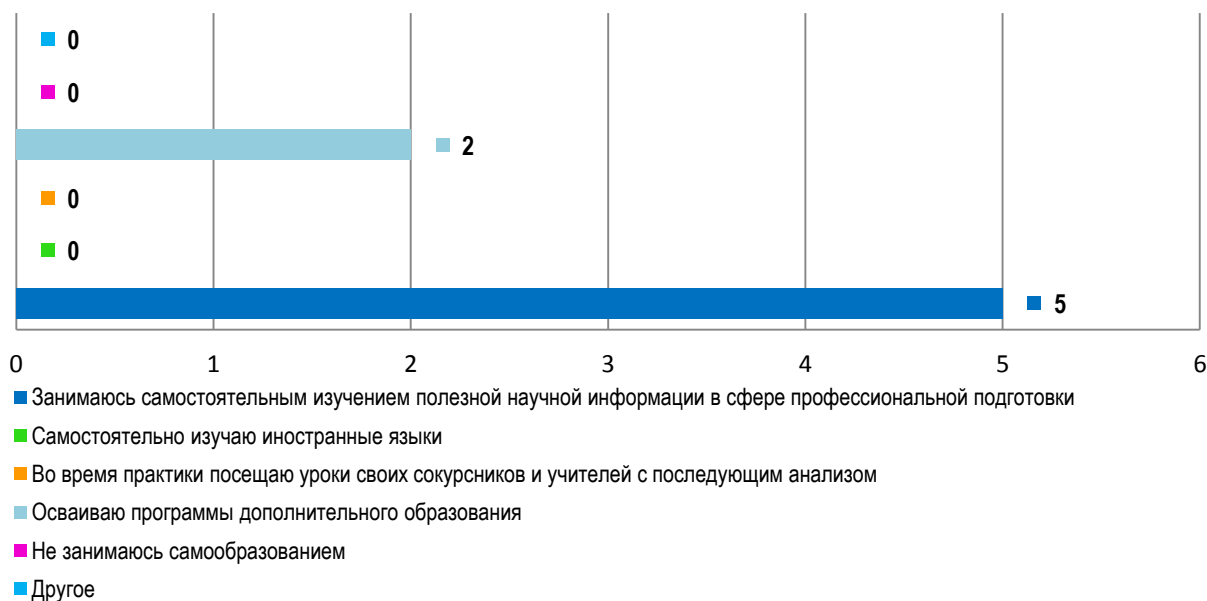 0
0
2
0
0
5
0 1 2 3 4 5 6
Занимаюсь самостоятельным изучением полезной научной информации в сфере профессиональной подготовки
Самостоятельно изучаю иностранные языки
Во время практики посещаю уроки своих сокурсников и учителей с последующим анализом
Осваиваю программы дополнительного образования
Не занимаюсь самообразованием
Другое